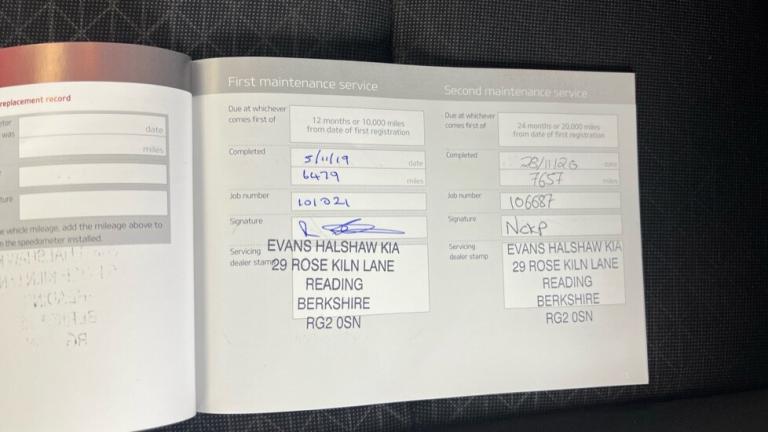 replacement record
was
date
miles
e vehicle mileage, add the mileage above to
n the speedometer installed.
First maintenance service
Due at whichever
comes first of
12 months or 10,000 miles
from date of first registration
Completed
5/11/19
date
6479
miles
Job number
101021
Signature
Servicing
dealer stamp
EVANS HALSHAW KIA
29 ROSE KILN LANE
READING
BERKSHIRE
RG2 0SN
Second maintenance service
Due at whichever
comes first of
24 months or 20,000 miles
from date of first registration
Completed
date
7657
miles
Job number
106687
Signature
Servicing
dealer stamp
EVANS HALSHAW KIA
29 ROSE KILN LANE
READING
BERKSHIRE
RG2 0SN